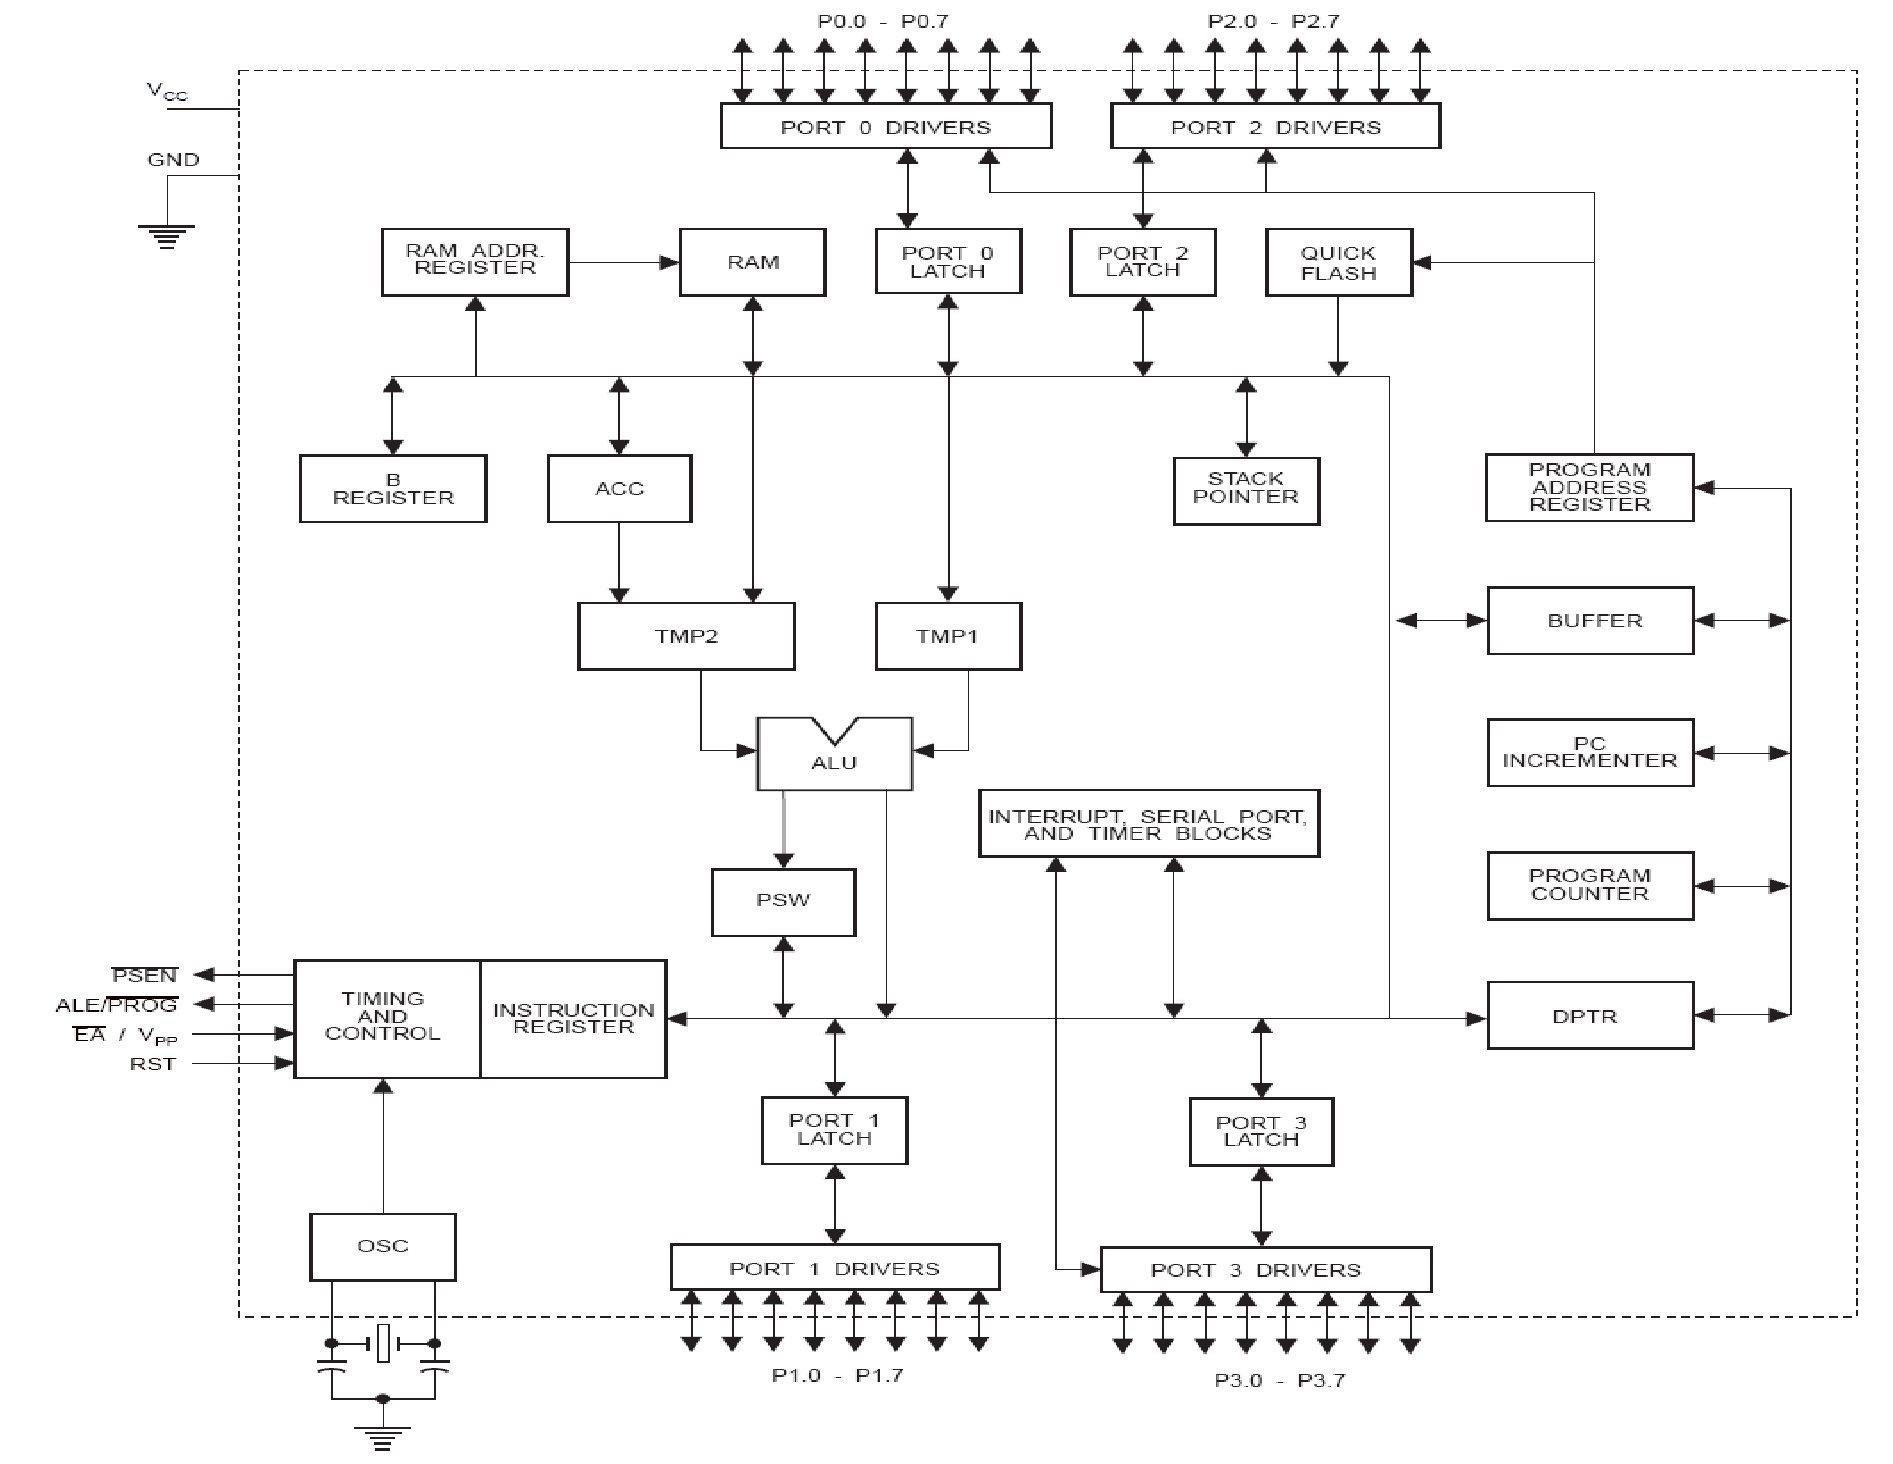 P0.0 - P0.7
P2.0 - P2.7
VCC
PORT 0 DRIVERS
PORT 2 DRIVERS
GND
RAM ADDR.
REGISTER
RAM
PORT 0
LATCH
PORT 2
LATCH
QUICK
FLASH
B
REGISTER
ACC
STACK
POINTER
PROGRAM
ADDRESS
REGISTER
TMP2
TMP1
BUFFER
ALU
PC
INCREMENTER
INTERRUPT, SERIAL PORT,
AND TIMER BLOCKS
PSW
PROGRAM
COUNTER
PSEN
ALE/PROG
EA / VPP
RST
TIMING
AND
CONTROL
INSTRUCTION
REGISTER
DPTR
PORT 1
LATCH
PORT 3
LATCH
OSC
PORT 1 DRIVERS
PORT 3 DRIVERS
P1.0 - P1.7
P3.0 - P3.7